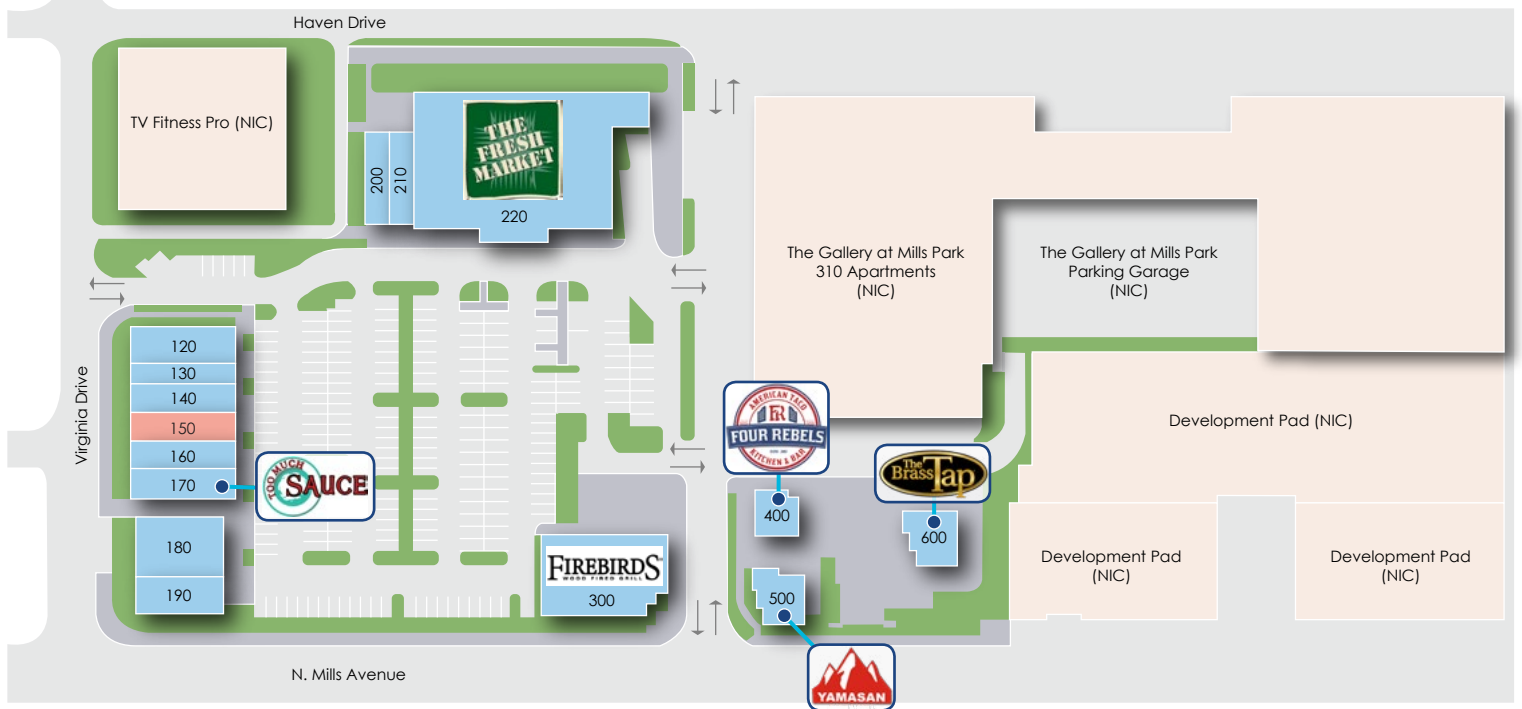 Haven Drive
TV Fitness Pro (NIC)
THE
FRESH
MARKET
200
210
220
The Gallery at Mills Park
310 Apartments
(NIC)
The Gallery at Mills Park
Parking Garage
(NIC)
Virginia Drive
120
130
140
150
160
170
180
190
TOO MUCH
SAUCE
AMERICAN TACO
FR
FOUR REBELS
KITCHEN & BAR
400
The
Brass Tap
600
Development Pad (NIC)
Development Pad
(NIC)
Development Pad
(NIC)
FIREBIRDS
WOOD FIRED GRILL
300
500
YAMASAN
N. Mills Avenue